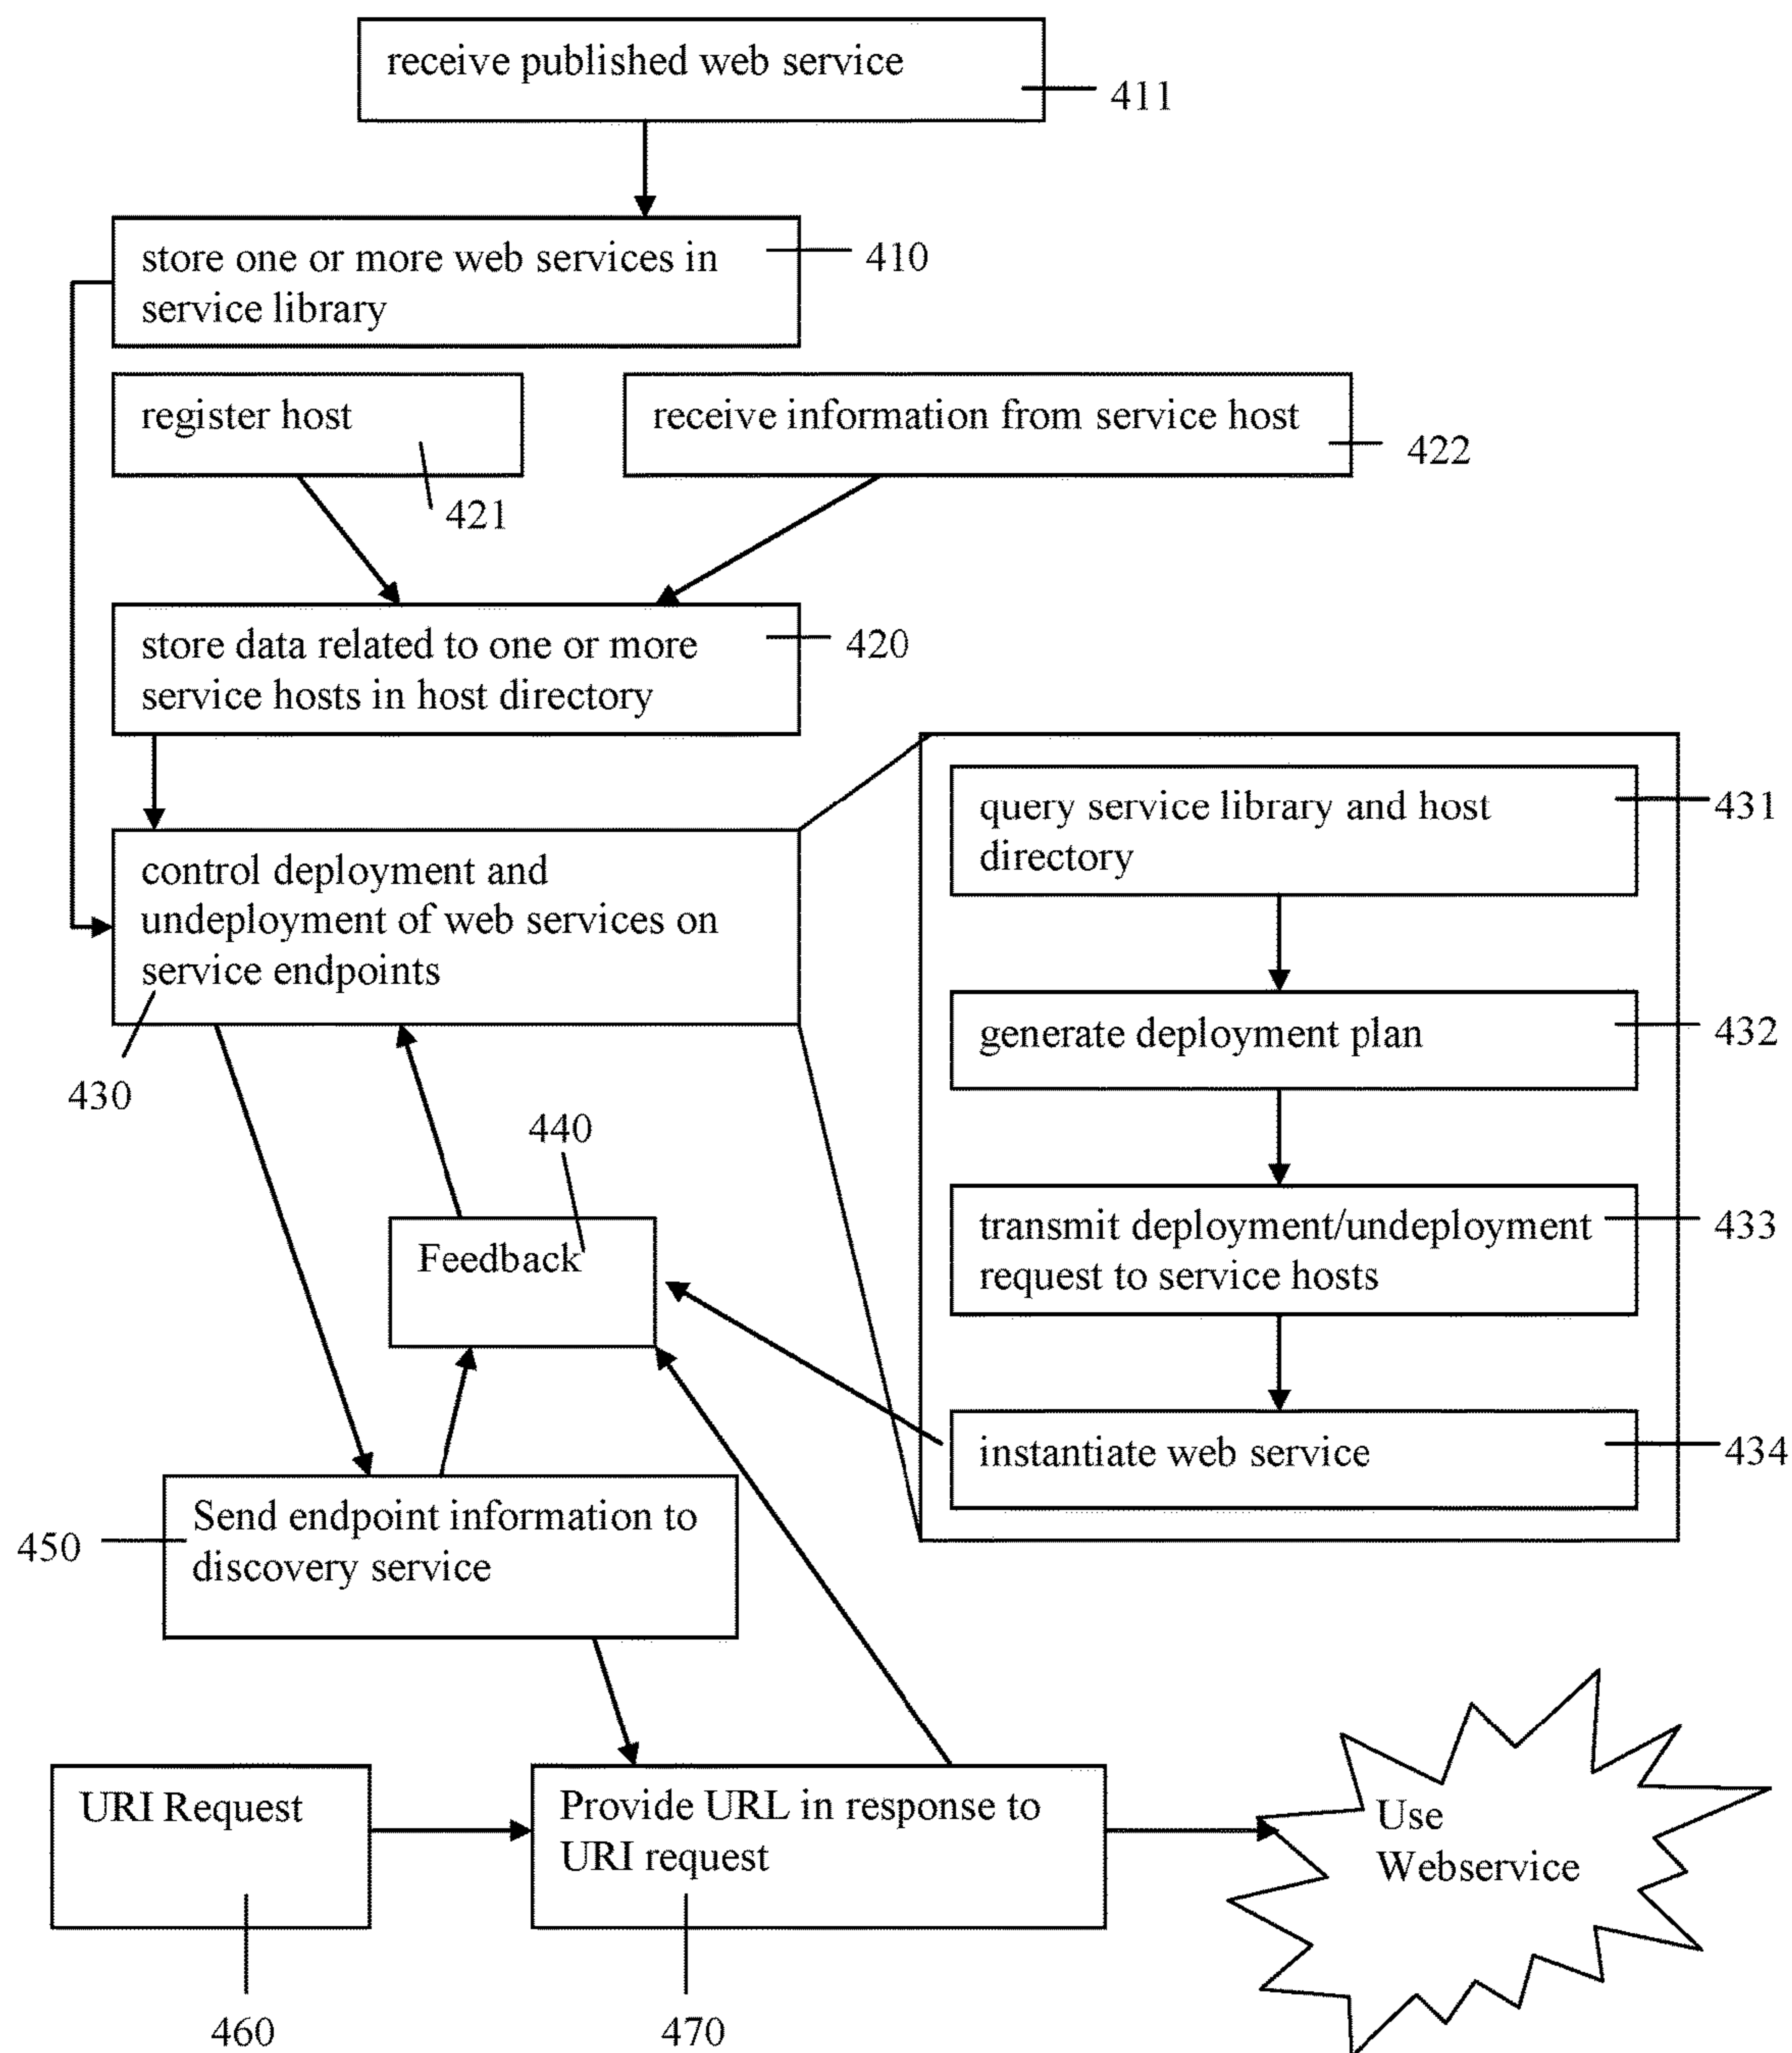 receive published web service
411
store one or more web services in
service library
410
register host
421
receive information from service host
422
store data related to one or more
service hosts in host directory
420
control deployment and
undeployment of web services on
service endpoints
430
query service library and host
directory
431
generate deployment plan
432
transmit deployment/undeployment
request to service hosts
433
instantiate web service
434
440
Feedback
Send endpoint information to
discovery service
450
URI Request
460
Provide URL in response to
URI request
470
Use
Webservice